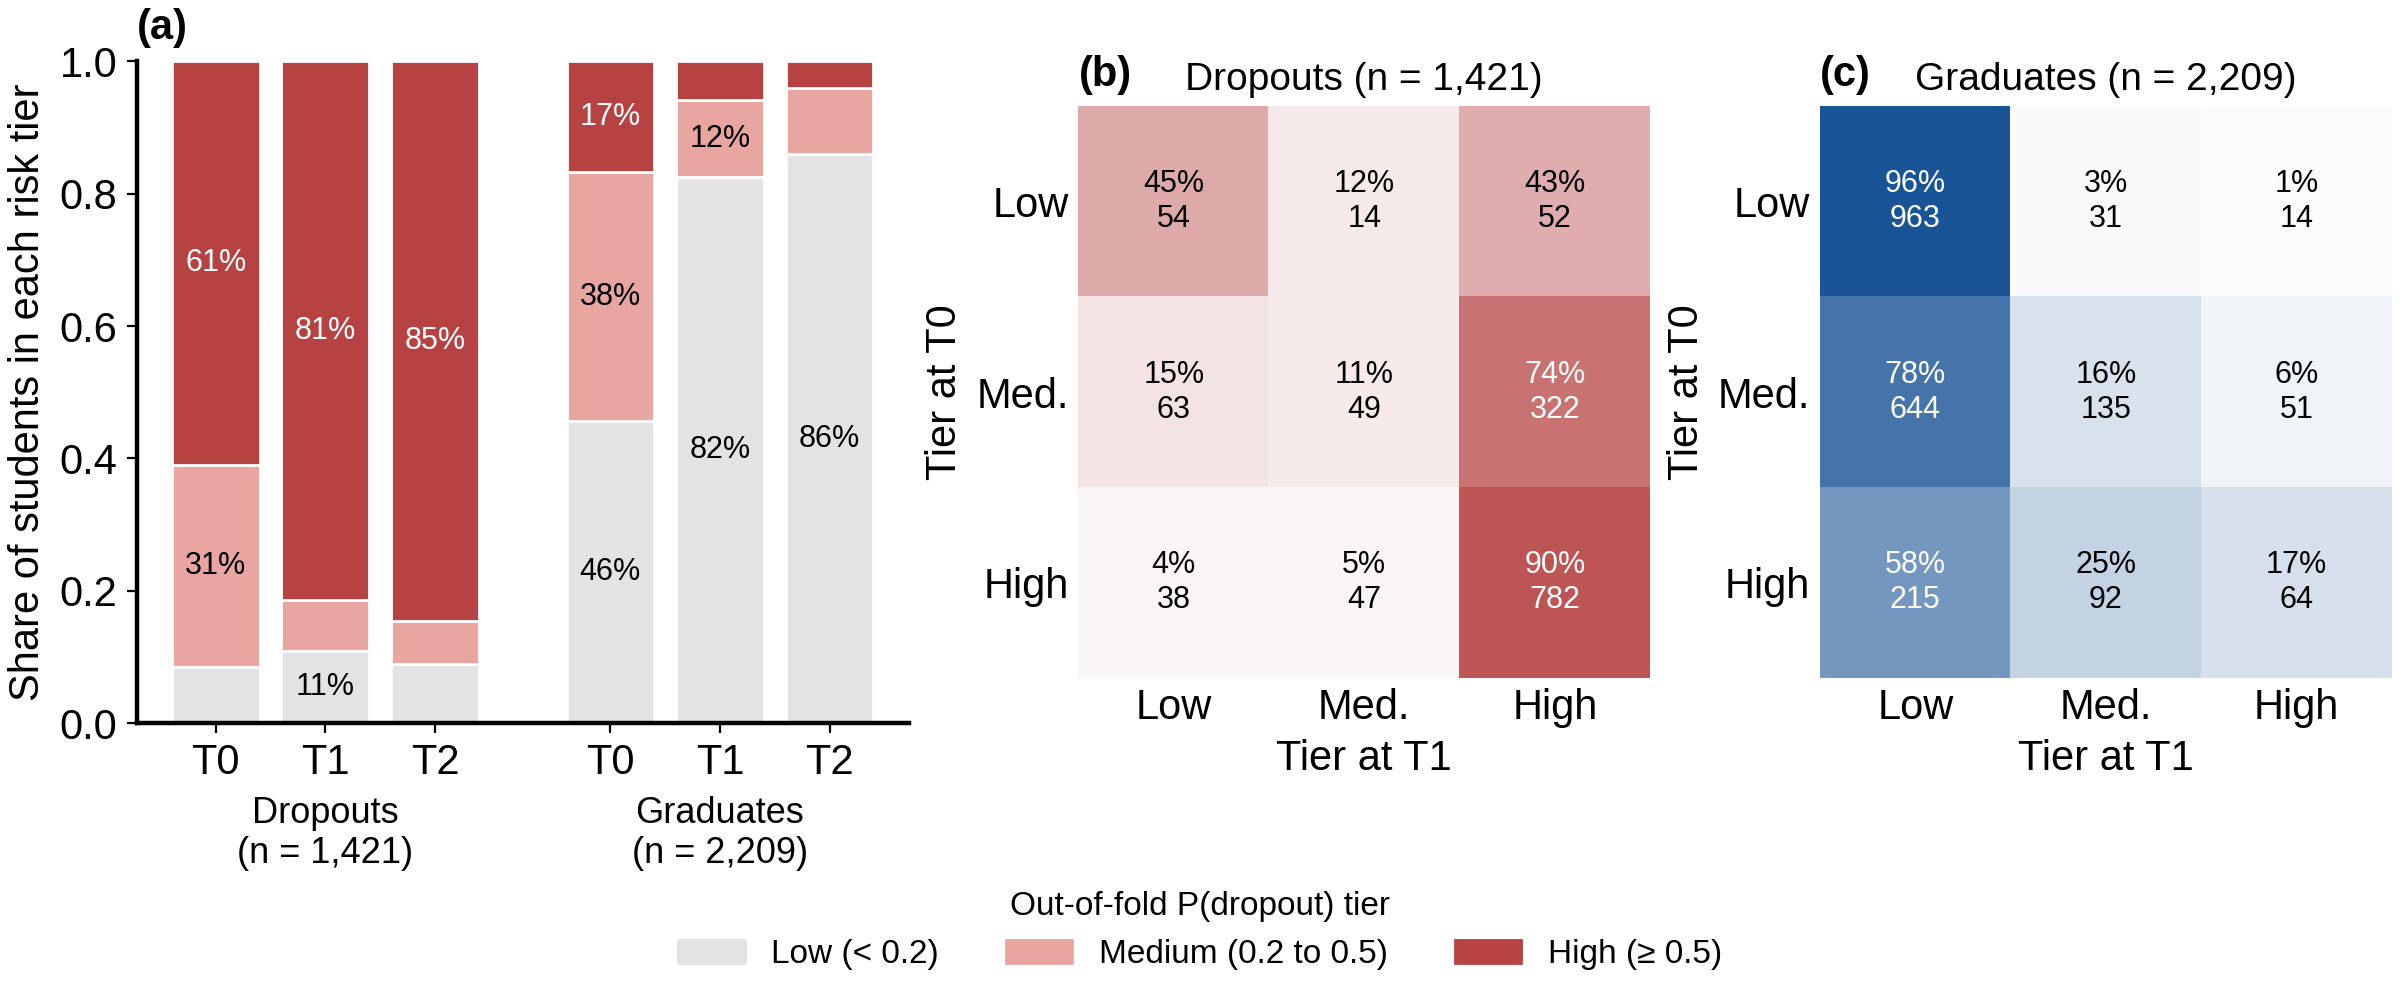 (a)
Share of students in each risk tier
1.0
0.8
0.6
0.4
0.2
0.0
61%
31%
81%
11%
85%
17%
38%
46%
12%
82%
86%
T0 T1 T2 T0 T1 T2
Dropouts
(n = 1,421)
Graduates
(n = 2,209)
(b) Dropouts (n = 1,421)
Tier at T0
Low
45% 12% 43%
54 14 52
Med.
15% 11% 74%
63 49 322
High
4% 5% 90%
38 47 782
Low Med. High
Tier at T1
(c) Graduates (n = 2,209)
Tier at T0
Low
96% 3% 1%
963 31 14
Med.
78% 16% 6%
644 135 51
High
58% 25% 17%
215 92 64
Low Med. High
Tier at T1
Out-of-fold P(dropout) tier
Low (< 0.2) Medium (0.2 to 0.5) High (≥ 0.5)